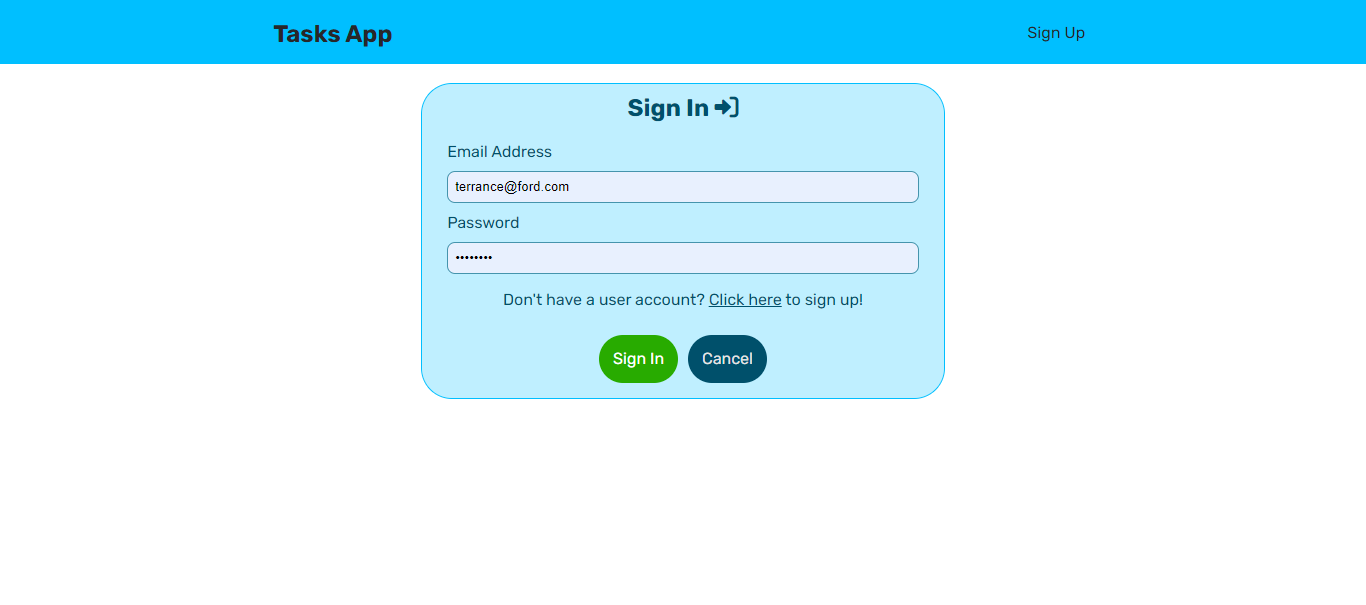 Tasks App
Sign Up
Sign In
Email Address
terrance@ford.com
Password
••••••••
Don't have a user account? Click here to sign up!
Sign In
Cancel